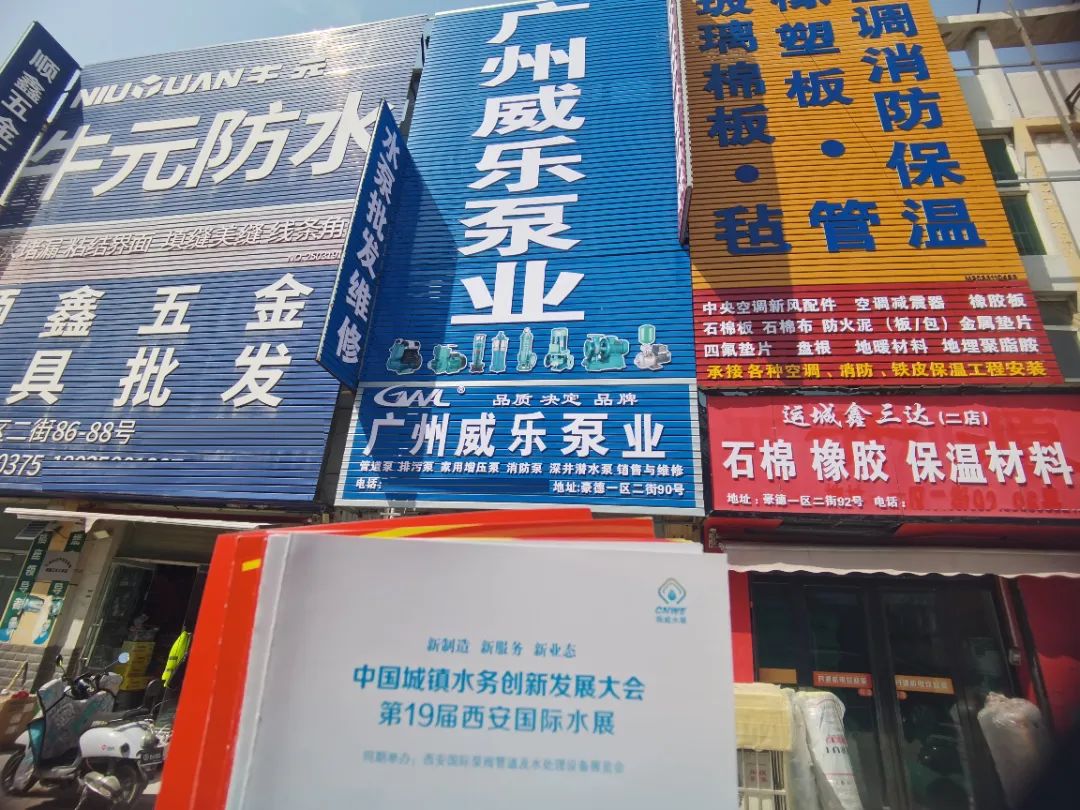 顺鑫五金
NIUYUAN牛元
牛元防水
堵漏 粘结界面 填缝美缝 线条角
鑫五金
具批发
区二街86-88号
0375
水泵批发维修
广州威乐泵业
GWL®
品质 决定 品牌
广州威乐泵业
管道泵 排污泵 家用增压泵 消防泵 深井潜水泵 销售与维修
电话:
地址:豪德一区二街90号
玻璃棉板·毡
橡塑板·管
空调消防保温
中央空调新风配件 空调减震器 橡胶板
石棉板 石棉布 防火泥(板/包) 金属垫片
四氟垫片 盘根 地暖材料 地埋聚脂胺
承接各种空调、消防、铁皮保温工程安装
运城鑫三达(二店)
石棉 橡胶 保温材料
地址:豪德一区二街92号 电话:
CNWE
新制造 新服务 新业态
中国城镇水务创新发展大会
第19届西安国际水展
同期举办:西安国际泵阀管道及水处理设备展览会